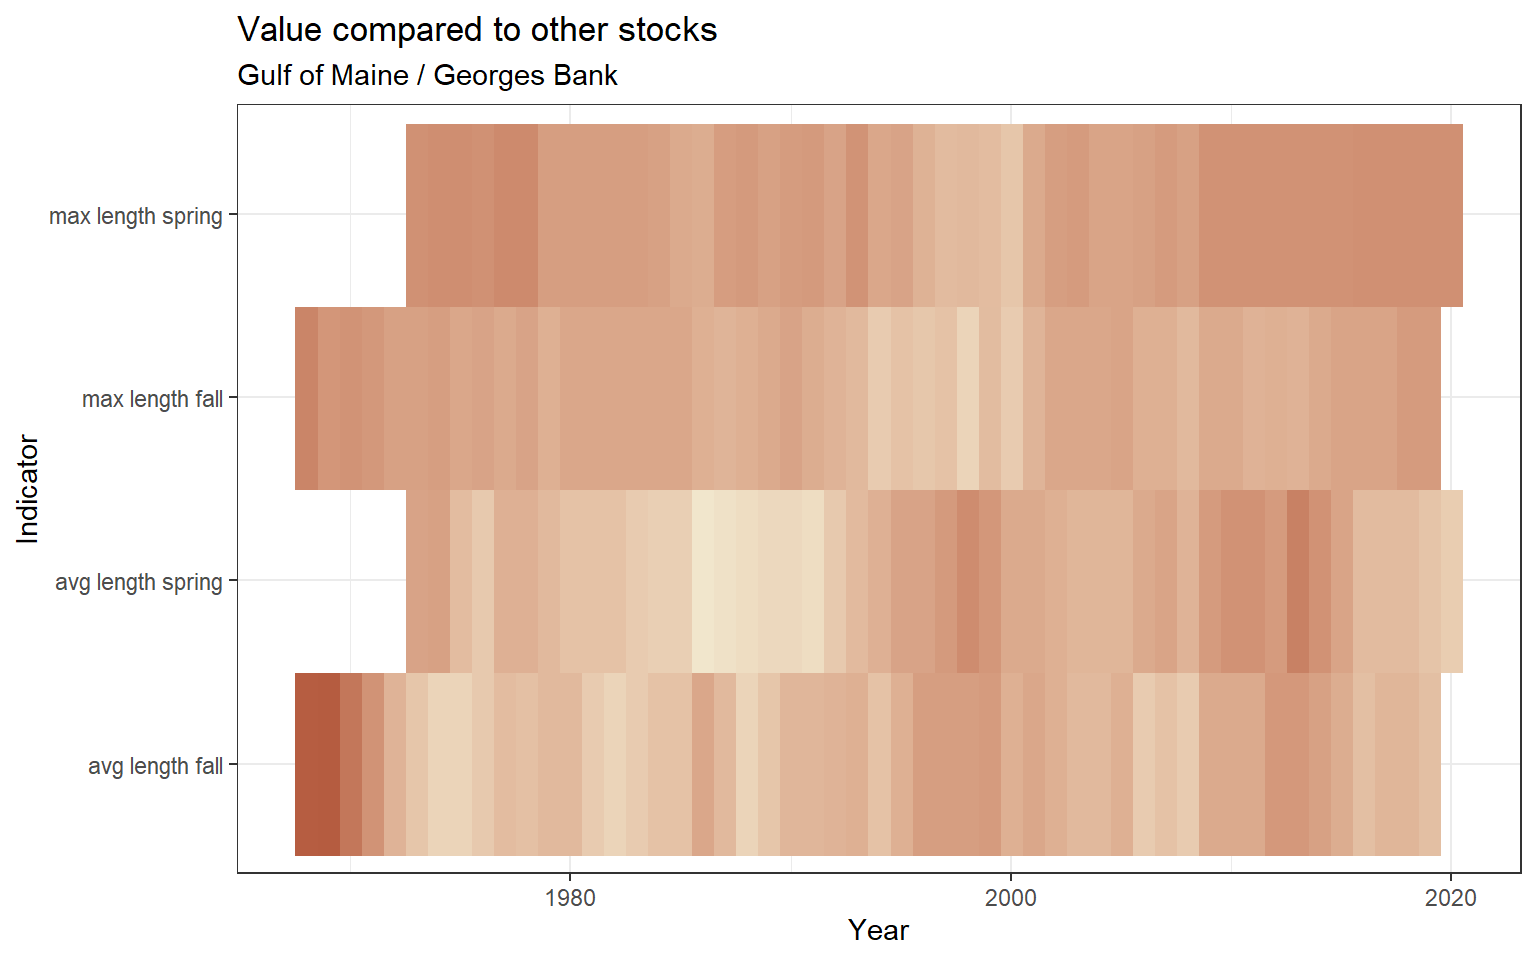 Value compared to other stocks
Gulf of Maine / Georges Bank
Indicator
max length spring
max length fall
avg length spring
avg length fall
1980 2000 2020
Year